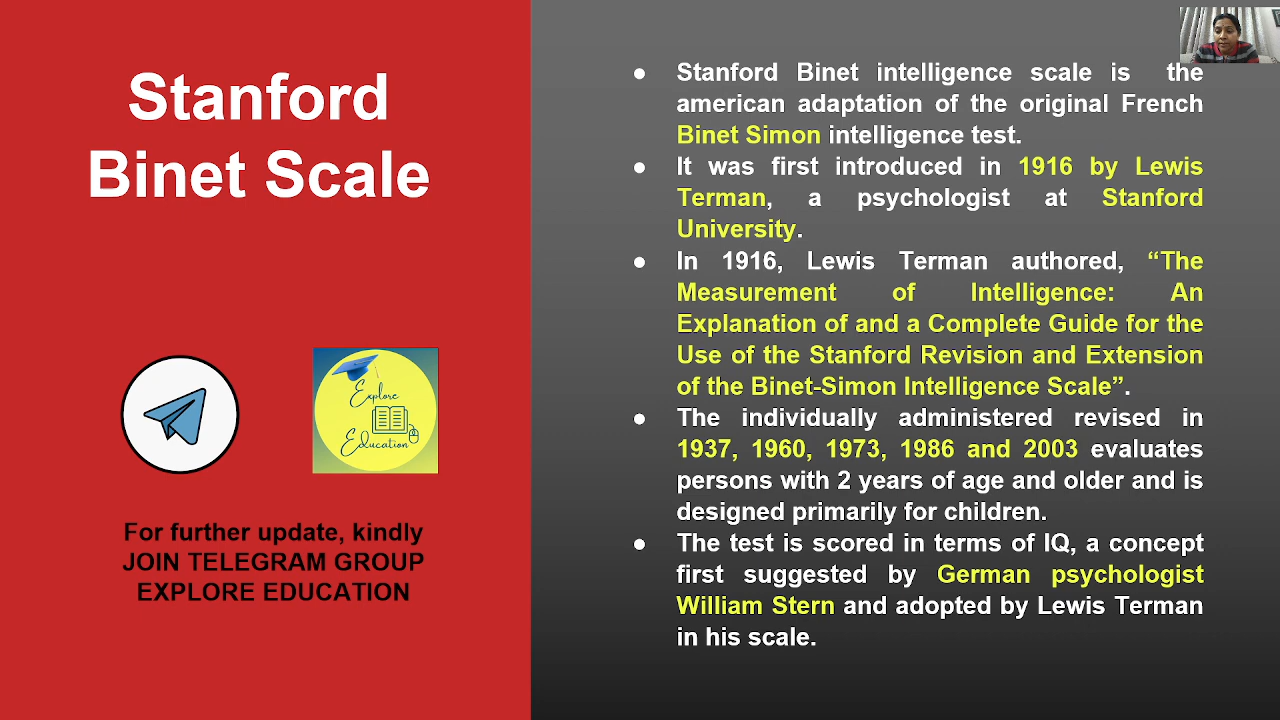 Stanford
Binet Scale
Explore
Education
For further update, kindly
JOIN TELEGRAM GROUP
EXPLORE EDUCATION
● Stanford Binet intelligence scale is the
american adaptation of the original French
Binet Simon intelligence test.
● It was first introduced in 1916 by Lewis
Terman, a psychologist at Stanford
University.
● In 1916, Lewis Terman authored, “The
Measurement of Intelligence: An
Explanation of and a Complete Guide for the
Use of the Stanford Revision and Extension
of the Binet-Simon Intelligence Scale”.
● The individually administered revised in
1937, 1960, 1973, 1986 and 2003 evaluates
persons with 2 years of age and older and is
designed primarily for children.
● The test is scored in terms of IQ, a concept
first suggested by German psychologist
William Stern and adopted by Lewis Terman
in his scale.